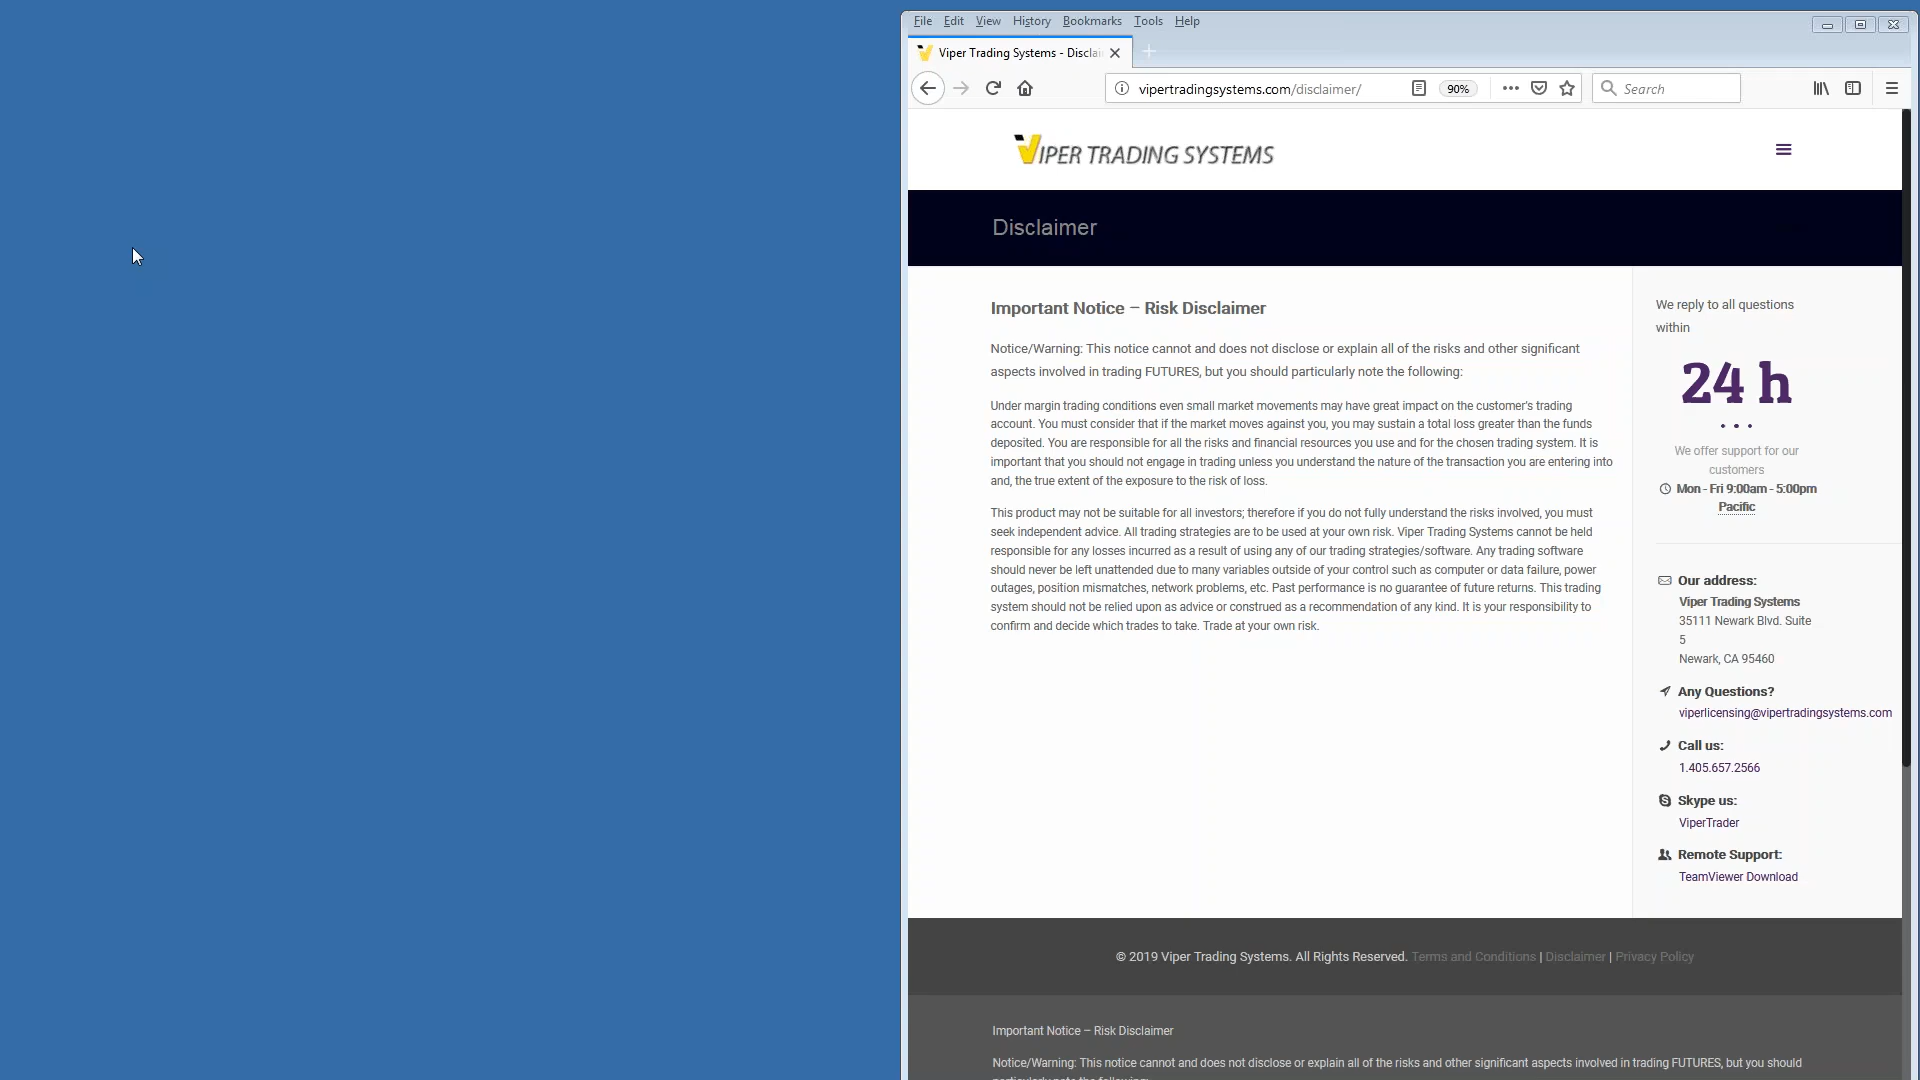 File Edit View History Bookmarks Tools Help
Viper Trading Systems - Disclai
vipertradingsystems.com/disclaimer/ 90% Search
VIPER TRADING SYSTEMS
Disclaimer
Important Notice – Risk Disclaimer
Notice/Warning: This notice cannot and does not disclose or explain all of the risks and other significant
aspects involved in trading FUTURES, but you should particularly note the following:
Under margin trading conditions even small market movements may have great impact on the customer's trading
account. You must consider that if the market moves against you, you may sustain a total loss greater than the funds
deposited. You are responsible for all the risks and financial resources you use and for the chosen trading system. It is
important that you should not engage in trading unless you understand the nature of the transaction you are entering into
and, the true extent of the exposure to the risk of loss.
This product may not be suitable for all investors; therefore if you do not fully understand the risks involved, you must
seek independent advice. All trading strategies are to be used at your own risk. Viper Trading Systems cannot be held
responsible for any losses incurred as a result of using any of our trading strategies/software. Any trading software
should never be left unattended due to many variables outside of your control such as computer or data failure, power
outages, position mismatches, network problems, etc. Past performance is no guarantee of future returns. This trading
system should not be relied upon as advice or construed as a recommendation of any kind. It is your responsibility to
confirm and decide which trades to take. Trade at your own risk.
We reply to all questions
within
24 h
We offer support for our
customers
Mon - Fri 9:00am - 5:00pm
Pacific
Our address:
Viper Trading Systems
35111 Newark Blvd. Suite
5
Newark, CA 95460
Any Questions?
viperlicensing@vipertradingsystems.com
Call us:
1.405.657.2566
Skype us:
ViperTrader
Remote Support:
TeamViewer Download
© 2019 Viper Trading Systems. All Rights Reserved. Terms and Conditions | Disclaimer | Privacy Policy
Important Notice – Risk Disclaimer
Notice/Warning: This notice cannot and does not disclose or explain all of the risks and other significant aspects involved in trading FUTURES, but you should